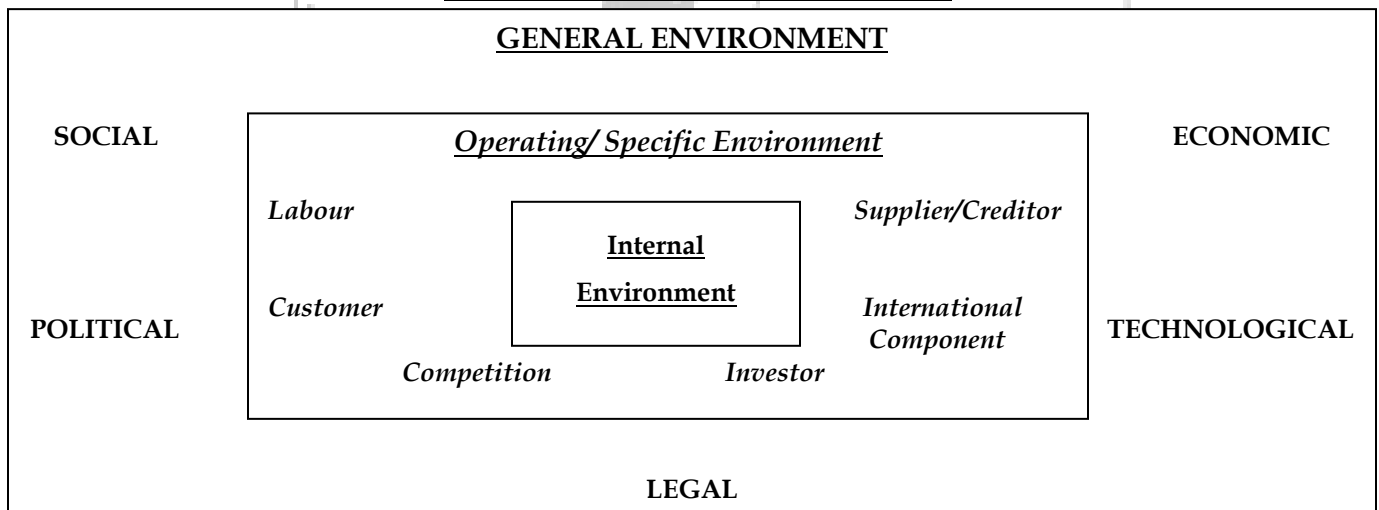 GENERAL ENVIRONMENT
SOCIAL
Operating/ Specific Environment
ECONOMIC
Labour
Supplier/Creditor
Internal
Environment
Customer
International
Component
POLITICAL
TECHNOLOGICAL
Competition
Investor
LEGAL